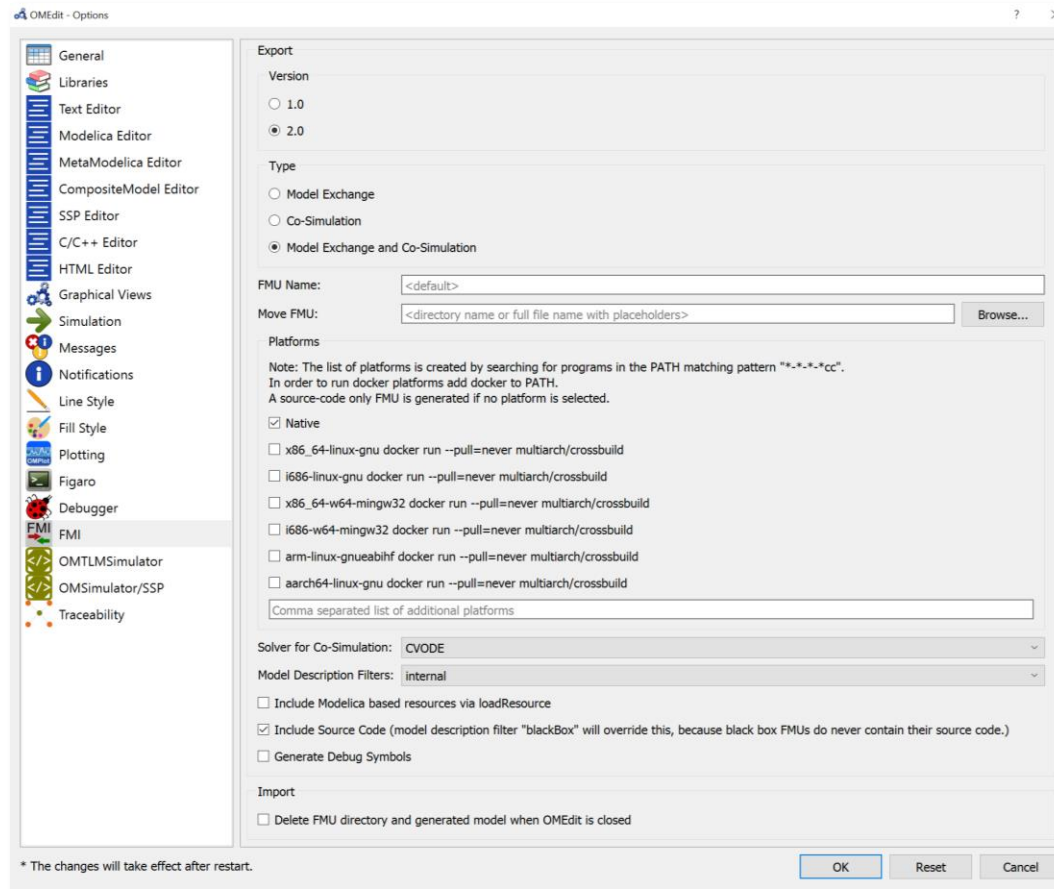 OMEdit - Options
?
General
Libraries
Text Editor
Modelica Editor
MetaModelica Editor
CompositeModel Editor
SSP Editor
C/C++ Editor
HTML Editor
Graphical Views
Simulation
Messages
Notifications
Line Style
Fill Style
OMPlot
Plotting
Figaro
Debugger
FMI
FMI
OMTLMSimulator
OMSimulator/SSP
Traceability
Export
Version
1.0
2.0
Type
Model Exchange
Co-Simulation
Model Exchange and Co-Simulation
FMU Name: <default>
Move FMU: <directory name or full file name with placeholders> Browse...
Platforms
Note: The list of platforms is created by searching for programs in the PATH matching pattern "*-*-*-*cc".
In order to run docker platforms add docker to PATH.
A source-code only FMU is generated if no platform is selected.
Native
x86_64-linux-gnu docker run --pull=never multiarch/crossbuild
i686-linux-gnu docker run --pull=never multiarch/crossbuild
x86_64-w64-mingw32 docker run --pull=never multiarch/crossbuild
i686-w64-mingw32 docker run --pull=never multiarch/crossbuild
arm-linux-gnueabihf docker run --pull=never multiarch/crossbuild
aarch64-linux-gnu docker run --pull=never multiarch/crossbuild
Comma separated list of additional platforms
Solver for Co-Simulation: CVODE
Model Description Filters: internal
Include Modelica based resources via loadResource
Include Source Code (model description filter "blackBox" will override this, because black box FMUs do never contain their source code.)
Generate Debug Symbols
Import
Delete FMU directory and generated model when OMEdit is closed
* The changes will take effect after restart.
OK Reset Cancel